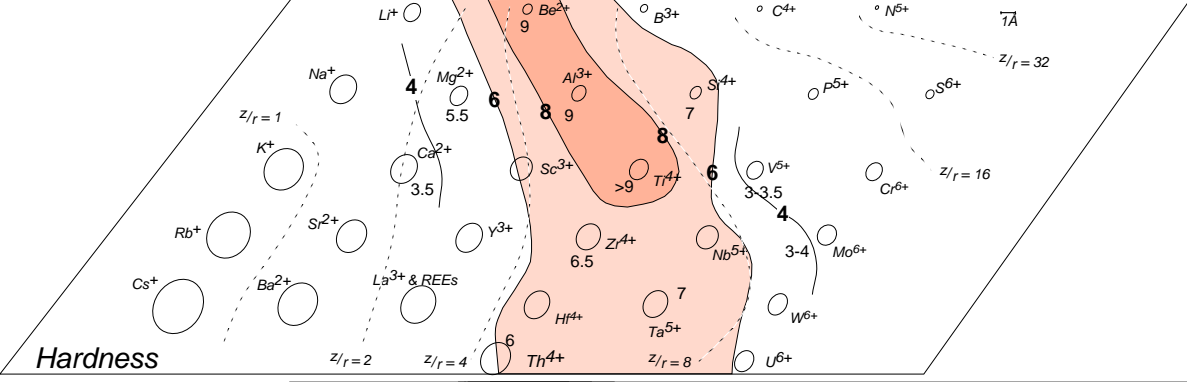 Li+ Be2+ B3+ C4+ N5+
9 1Å
z/r = 32
Na+ Mg2+ Al3+ Si4+ P5+ S6+
4 6 8
5.5 9 7
z/r = 1 8
K+ Ca2+ Sc3+ Ti4+ V5+ Cr6+
3.5 >9 6 3-3.5 z/r = 16
4
Rb+ Sr2+ Y3+ Zr4+ Nb5+ Mo6+
6.5 3-4
Cs+ Ba2+ La3+ & REEs Hf4+ Ta5+ W6+
7
6
Hardness z/r = 2 z/r = 4 Th4+ z/r = 8 U6+